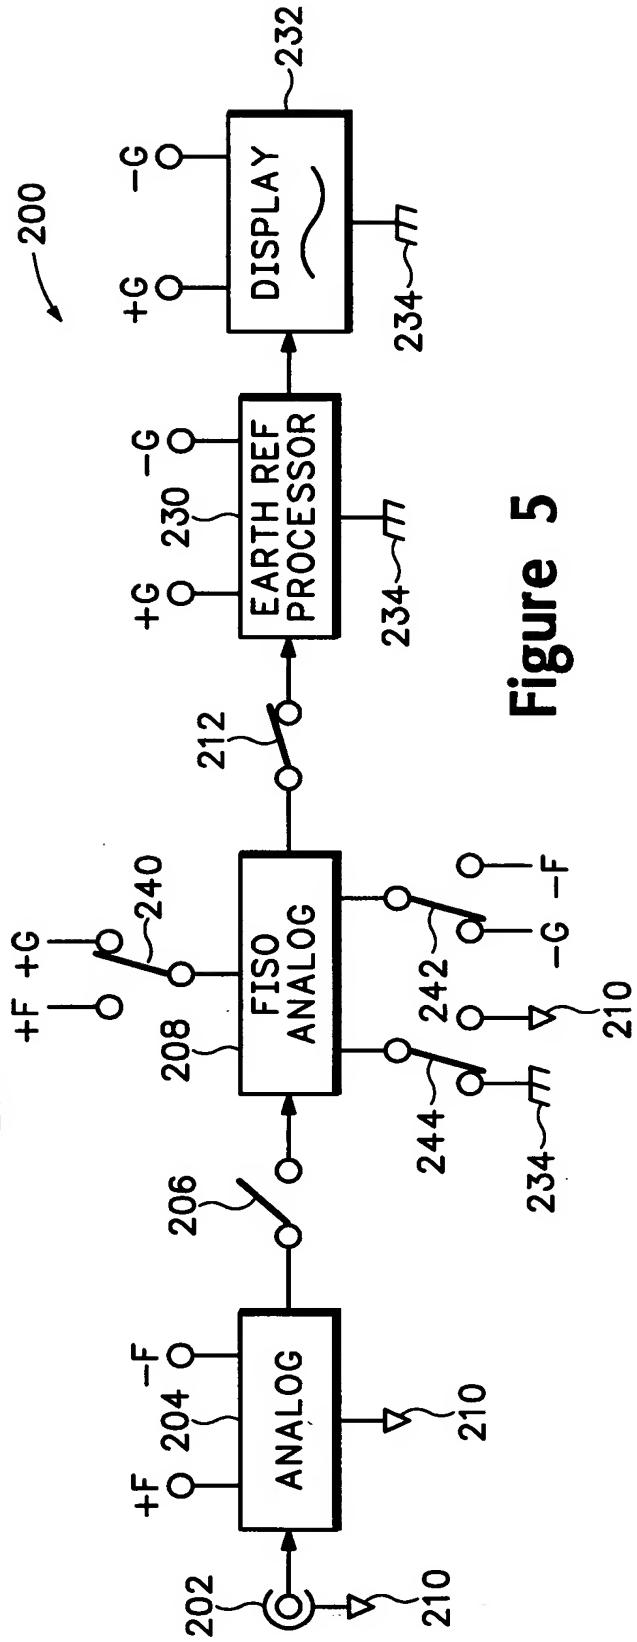 200
+F
-F
204
ANALOG
202
210
210
206
+F
+G
240
208
FISO
ANALOG
244
234
210
242
-G
-F
212
+G
230
-G
EARTH REF
PROCESSOR
234
+G
-G
232
DISPLAY
234
Figure 5